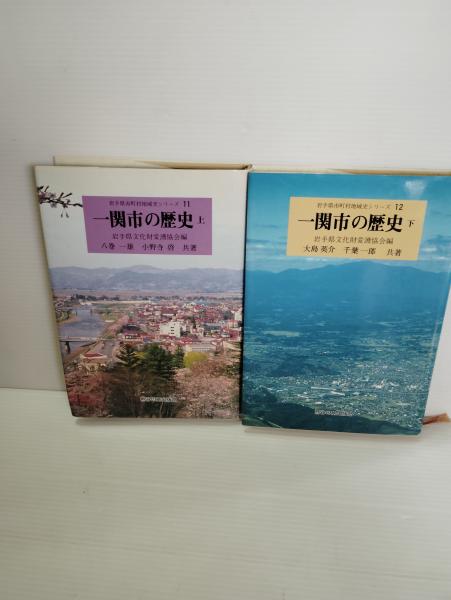 岩手県市町村地域史シリーズ 11
一関市の歴史 上
岩手県文化財愛護協会編
八巻 一雄 小野寺 啓 共著
岩手県市町村地域史シリーズ 12
一関市の歴史 下
岩手県文化財愛護協会編
大島 英介 千葉 一郎 共著